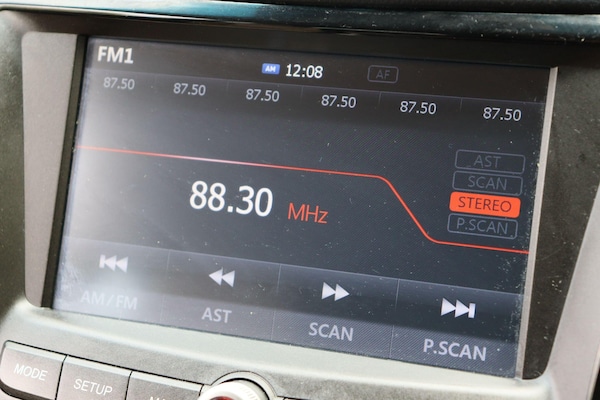 FM1
AM 12:08 AF
87.50 87.50 87.50 87.50 87.50 87.50
AST
SCAN
STEREO
P.SCAN
88.30 MHz
AM/FM AST SCAN P.SCAN
MODE SETUP